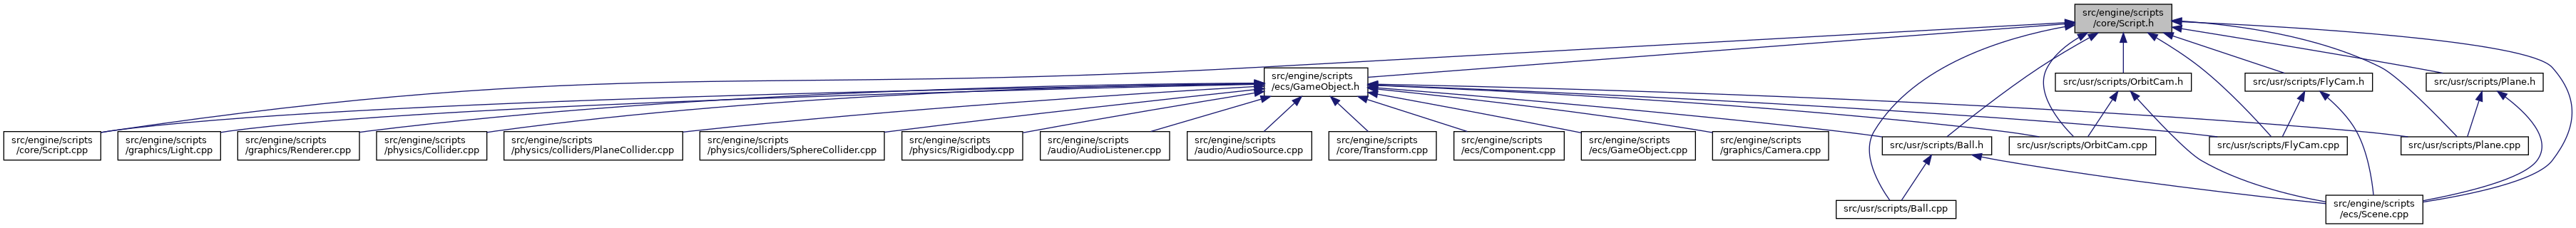 src/engine/scripts
/core/Script.h
src/engine/scripts
/ecs/GameObject.h
src/usr/scripts/OrbitCam.h
src/usr/scripts/FlyCam.h
src/usr/scripts/Plane.h
src/engine/scripts
/core/Script.cpp
src/engine/scripts
/graphics/Light.cpp
src/engine/scripts
/graphics/Renderer.cpp
src/engine/scripts
/physics/Collider.cpp
src/engine/scripts
/physics/colliders/PlaneCollider.cpp
src/engine/scripts
/physics/colliders/SphereCollider.cpp
src/engine/scripts
/physics/Rigidbody.cpp
src/engine/scripts
/audio/AudioListener.cpp
src/engine/scripts
/audio/AudioSource.cpp
src/engine/scripts
/core/Transform.cpp
src/engine/scripts
/ecs/Component.cpp
src/engine/scripts
/ecs/GameObject.cpp
src/engine/scripts
/graphics/Camera.cpp
src/usr/scripts/Ball.h
src/usr/scripts/OrbitCam.cpp
src/usr/scripts/FlyCam.cpp
src/usr/scripts/Plane.cpp
src/usr/scripts/Ball.cpp
src/engine/scripts
/ecs/Scene.cpp